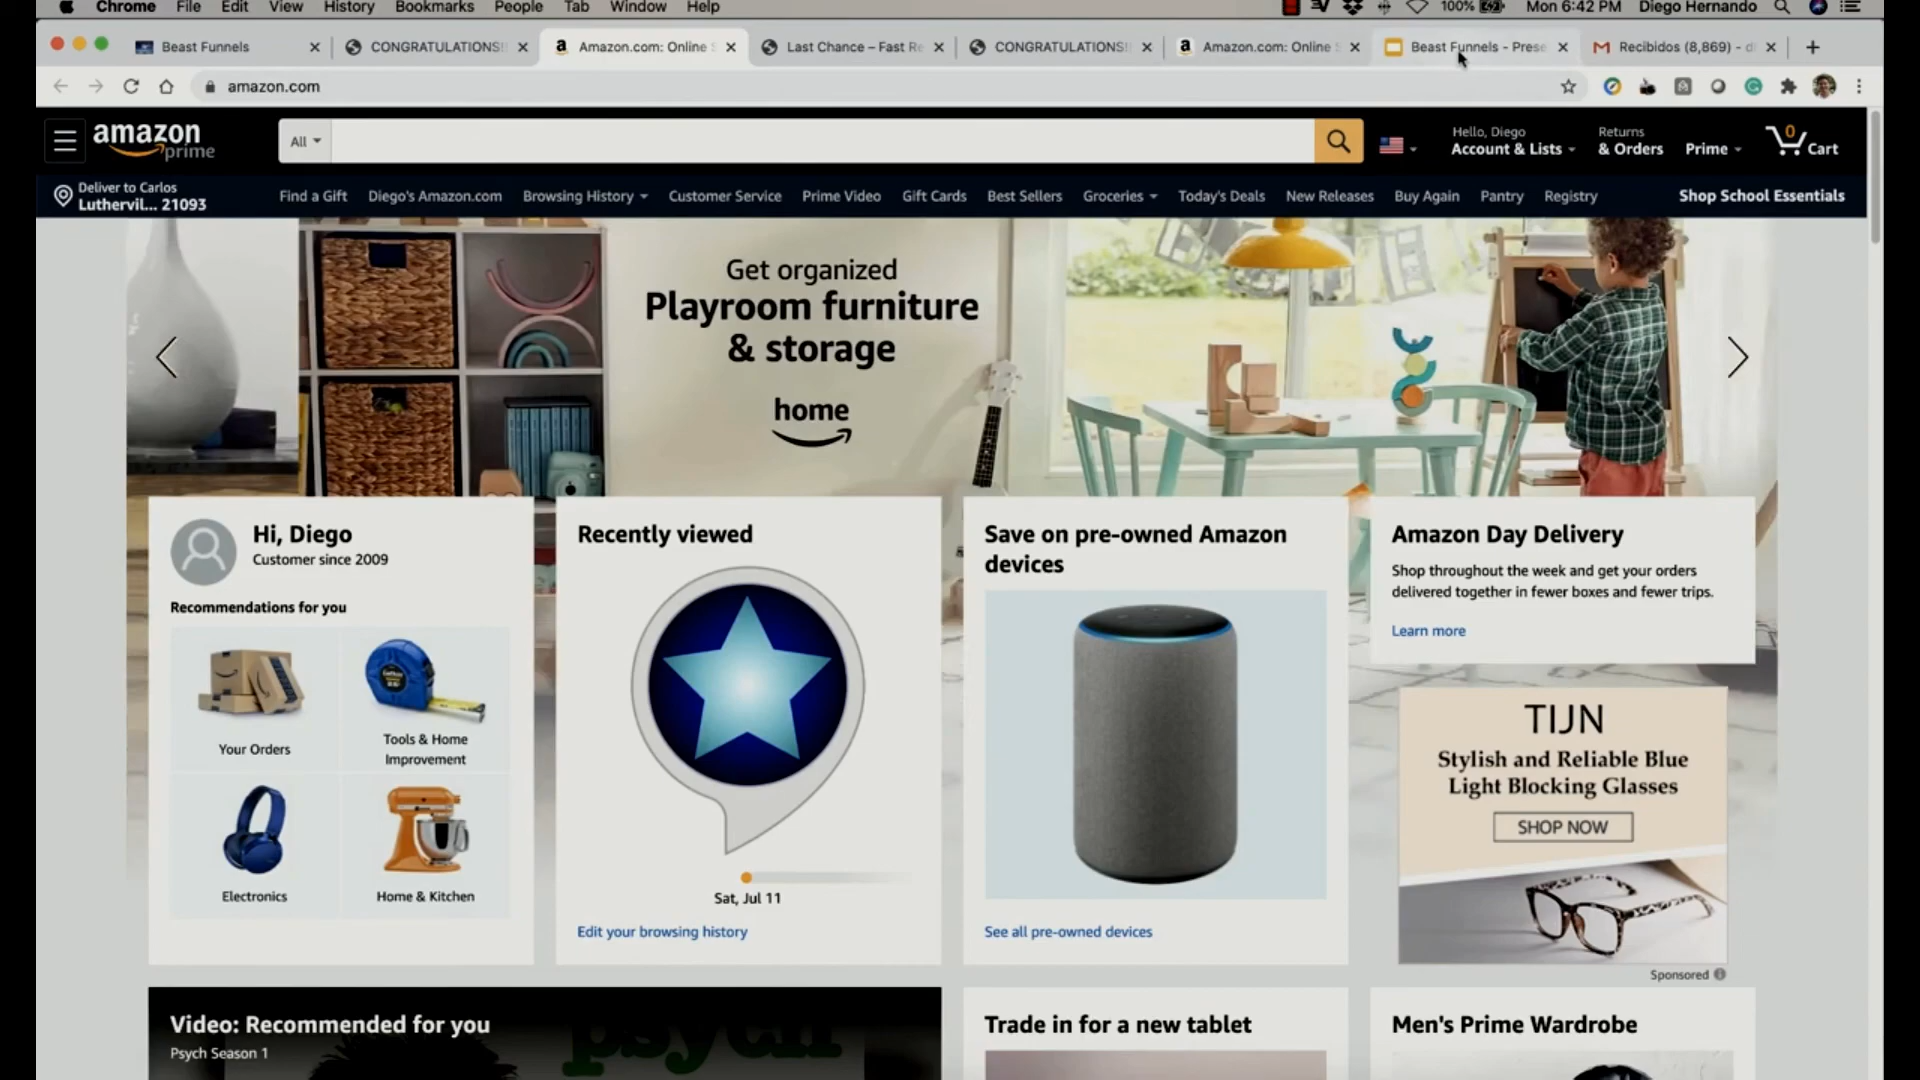 Chrome File Edit View History Bookmarks People Tab Window Help 100% Mon 6:42 PM Diego Hernando
Beast Funnels CONGRATULATIONS! Amazon.com: Online S Last Chance – Fast Re CONGRATULATIONS! Amazon.com: Online S Beast Funnels - Prese Recibidos (8,869) - d
amazon.com
amazon prime
All
Hello, Diego
Account & Lists
Returns
& Orders
Prime
0
Cart
Deliver to Carlos
Luthervil... 21093
Find a Gift Diego's Amazon.com Browsing History Customer Service Prime Video Gift Cards Best Sellers Groceries Today's Deals New Releases Buy Again Pantry Registry Shop School Essentials
Get organized
Playroom furniture
& storage
home
Hi, Diego
Customer since 2009
Recommendations for you
Your Orders
Tools & Home
Improvement
Electronics
Home & Kitchen
Recently viewed
Sat, Jul 11
Edit your browsing history
Save on pre-owned Amazon
devices
See all pre-owned devices
Amazon Day Delivery
Shop throughout the week and get your orders
delivered together in fewer boxes and fewer trips.
Learn more
TIJN
Stylish and Reliable Blue
Light Blocking Glasses
SHOP NOW
Sponsored
Video: Recommended for you
Psych Season 1
psych
Trade in for a new tablet
Men's Prime Wardrobe